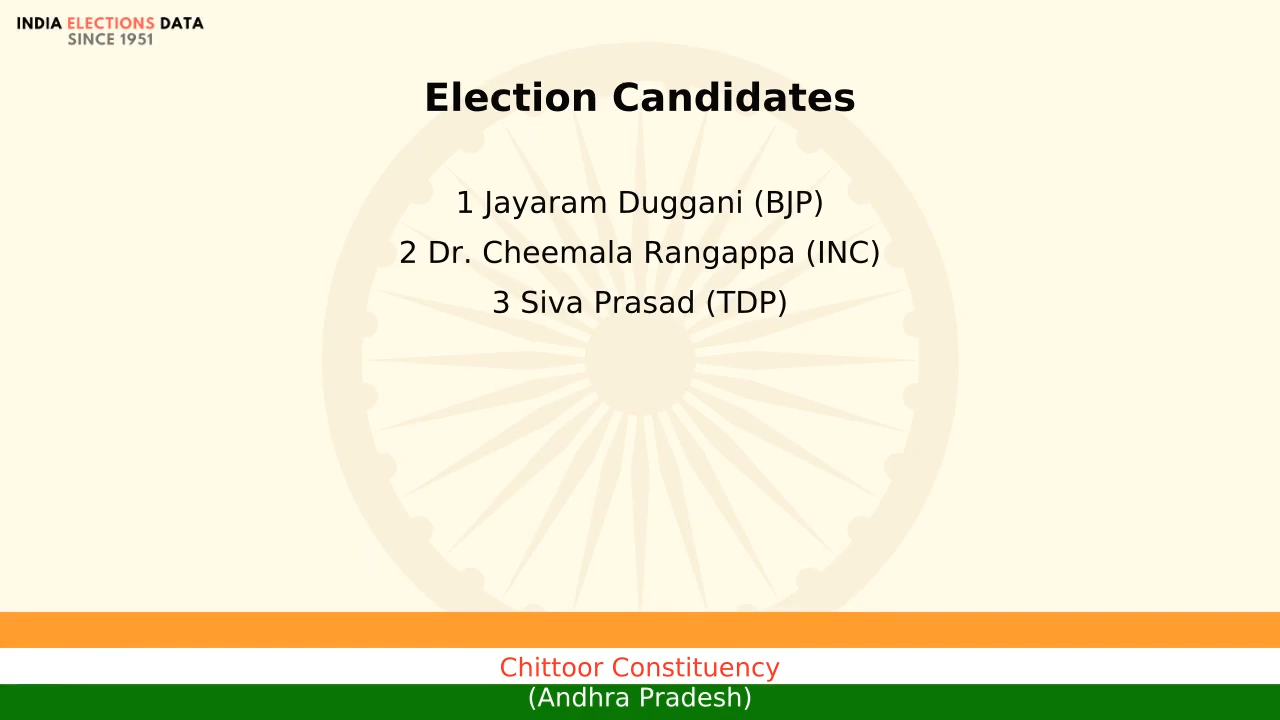 INDIA ELECTIONS DATA
SINCE 1951
Election Candidates
1 Jayaram Duggani (BJP)
2 Dr. Cheemala Rangappa (INC)
3 Siva Prasad (TDP)
Chittoor Constituency
(Andhra Pradesh)